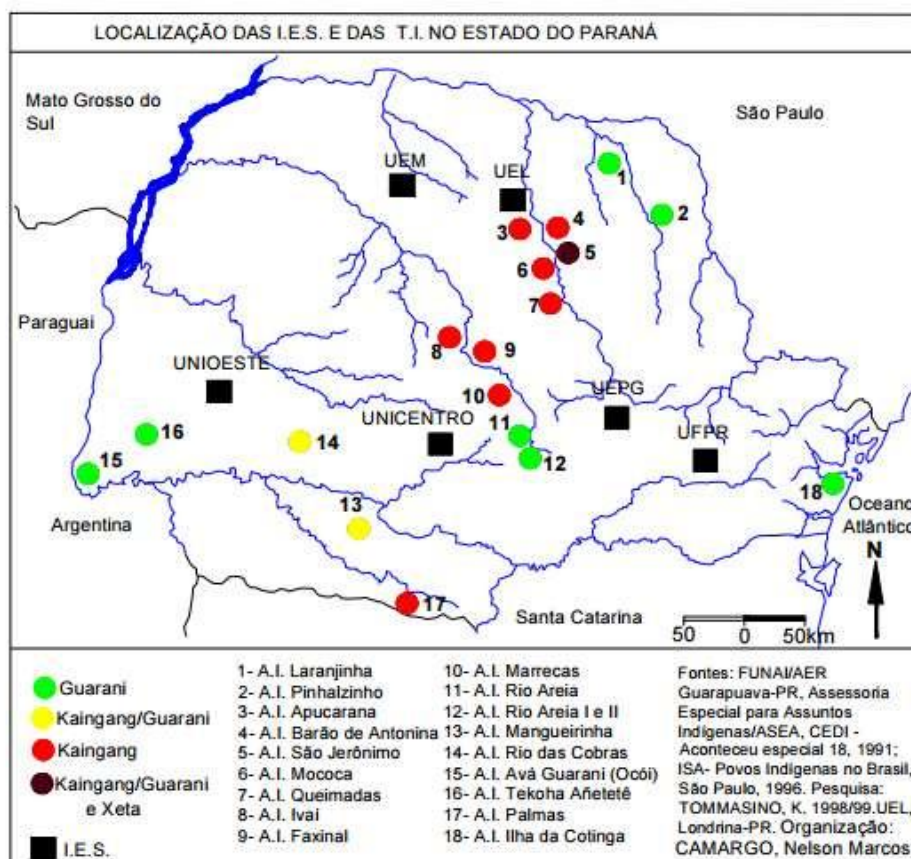 LOCALIZAÇÃO DAS I.E.S. E DAS T.I. NO ESTADO DO PARANÁ
Mato Grosso do
Sul
São Paulo
UEM
UEL
1
2
3
4
5
6
7
Paraguai
8
9
UNIOESTE
10
UEPG
UNICENTRO
11
16
14
12
UFPR
15
18
13
Argentina
Oceano
Atlântico
N
17
Santa Catarina
50 0 50km
Guarani
Kaingang/Guarani
Kaingang
Kaingang/Guarani
e Xeta
I.E.S.
1- A.I. Laranjinha
2- A.I. Pinhalzinho
3- A.I. Apucarana
4- A.I. Barão de Antonina
5- A.I. São Jerônimo
6- A.I. Mococa
7- A.I. Queimadas
8- A.I. Ivaí
9- A.I. Faxinal
10- A.I. Marrecas
11- A.I. Rio Areia
12- A.I. Rio Areia I e II
13- A.I. Mangueirinha
14- A.I. Rio das Cobras
15- A.I. Avá Guarani (Ocói)
16- A.I. Tekoha Añetetê
17- A.I. Palmas
18- A.I. Ilha da Cotinga
Fontes: FUNAI/AER
Guarapuava-PR, Assessoria
Especial para Assuntos
Indígenas/ASEA, CEDI -
Aconteceu especial 18, 1991;
ISA- Povos Indígenas no Brasil,
São Paulo, 1996. Pesquisa:
TOMMASINO, K. 1998/99.UEL,
Londrina-PR. Organização:
CAMARGO, Nelson Marcos